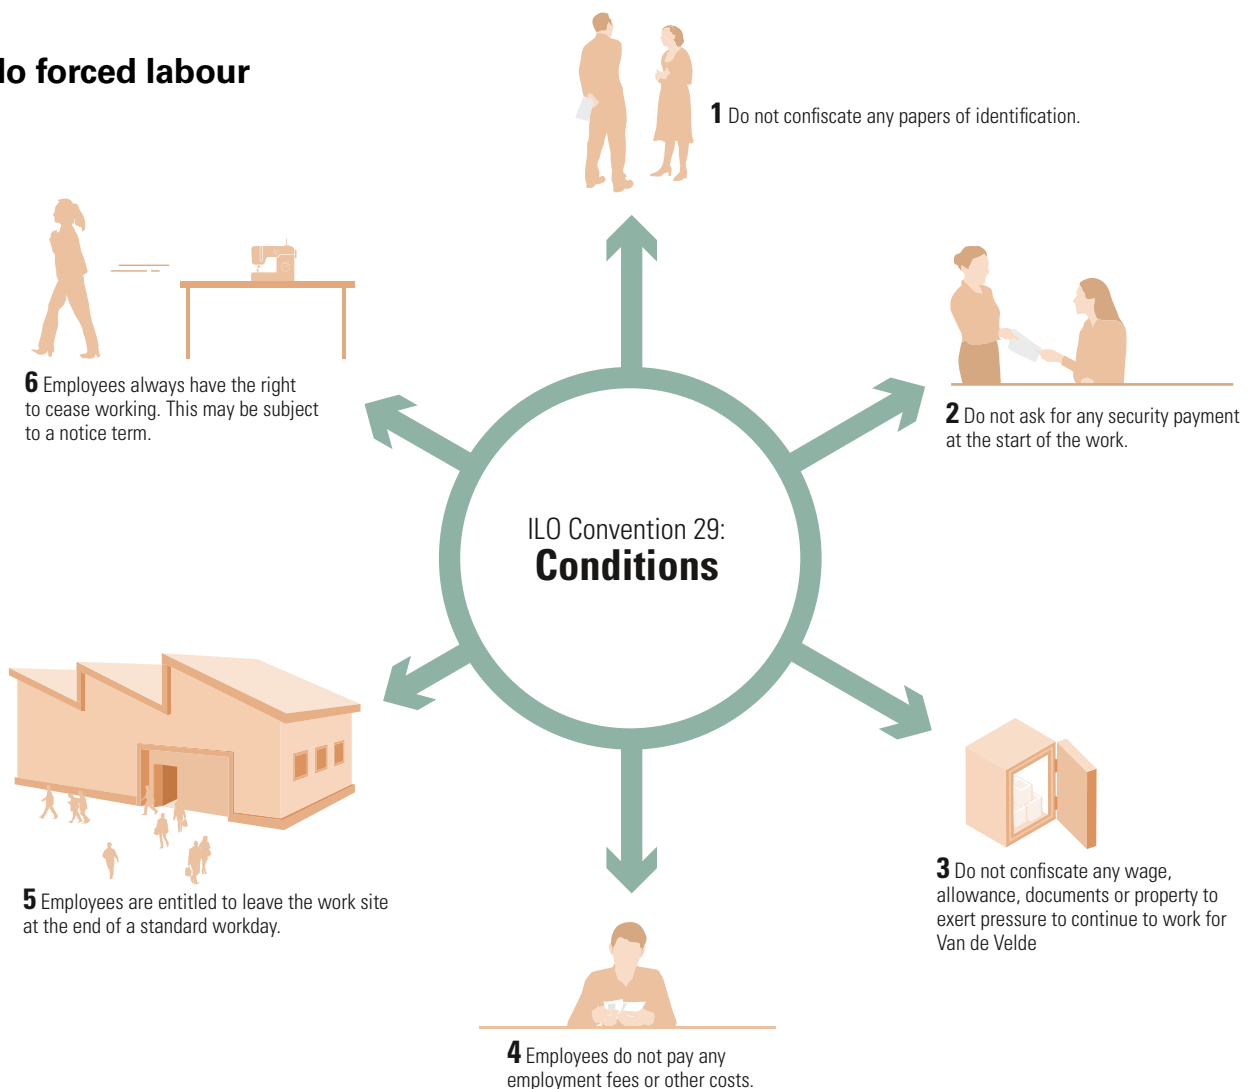 lo forced labour
1 Do not confiscate any papers of identification.
2 Do not ask for any security payment
at the start of the work.
3 Do not confiscate any wage,
allowance, documents or property to
exert pressure to continue to work for
Van de Velde
4 Employees do not pay any
employment fees or other costs.
5 Employees are entitled to leave the work site
at the end of a standard workday.
6 Employees always have the right
to cease working. This may be subject
to a notice term.
ILO Convention 29:
Conditions